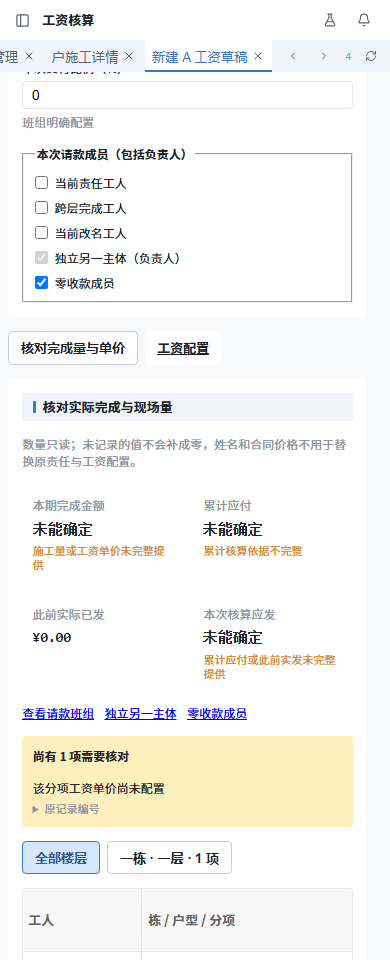 工资核算
管理 × 户施工详情 × 新建 A 工资草稿 × 4
0
班组明确配置
本次请款成员（包括负责人）
当前责任工人
跨层完成工人
当前改名工人
独立另一主体（负责人）
零收款成员
核对完成量与单价 工资配置
核对实际完成与现场量
数量只读；未记录的值不会补成零，姓名和合同价格不用于替
换原责任与工资配置。
本期完成金额 累计应付
未能确定 未能确定
施工量或工资单价未完整提 累计核算依据不完整
供
此前实际已发 本次核算应发
¥0.00 未能确定
累计应付或此前实发未完整
提供
查看请款班组 独立另一主体 零收款成员
尚有 1 项需要核对
该分项工资单价尚未配置
原记录编号
全部楼层 一栋 · 一层 · 1 项
工人 栋 / 户型 / 分项